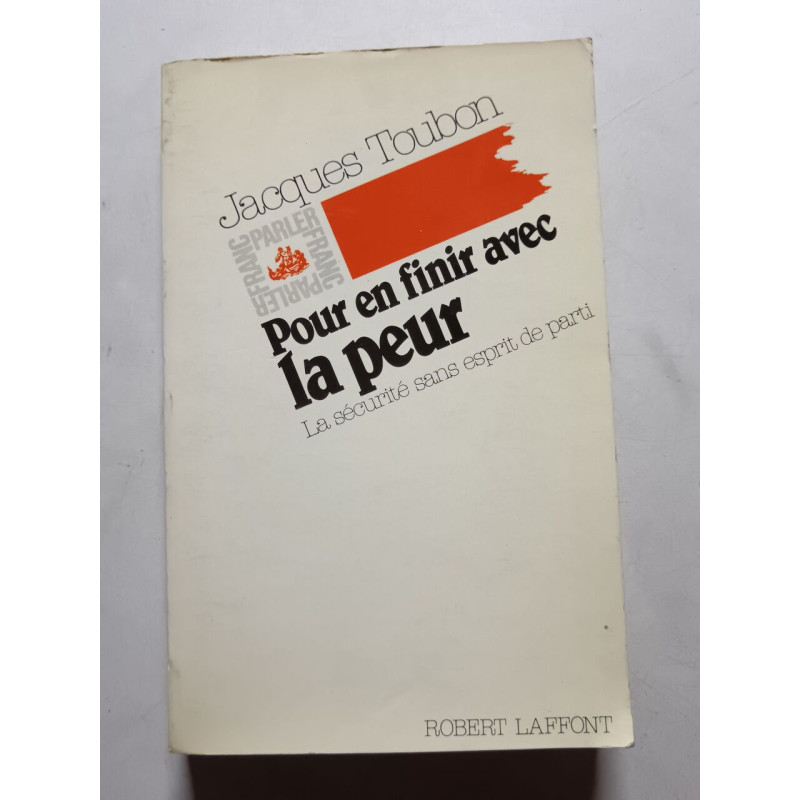 Jacques Toubon
PARLER
FRANC
PARLER
FRANC
Pour en finir avec
la peur
La sécurité sans esprit de parti
ROBERT LAFFONT